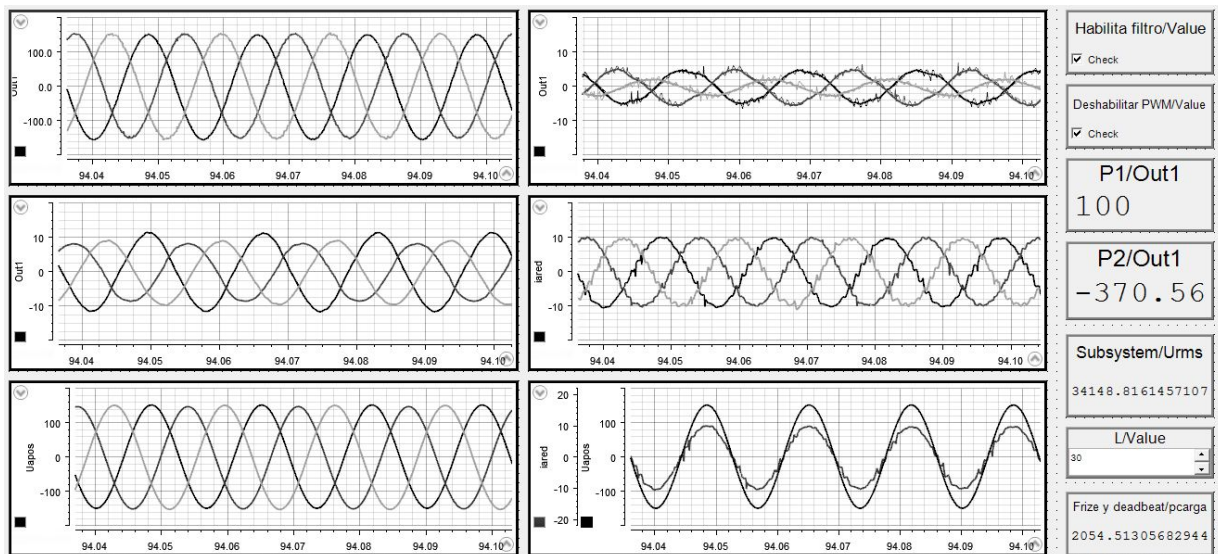 Out1
100.0
0.0
-100.0
94.04 94.05 94.06 94.07 94.08 94.09 94.10
Out1
10
0
-10
94.04 94.05 94.06 94.07 94.08 94.09 94.10
Habilita filtro/Value
Check
Deshabilitar PWM/Value
Check
P1/Out1
100
Out1
10
0
-10
94.04 94.05 94.06 94.07 94.08 94.09 94.10
iared
10
0
-10
94.04 94.05 94.06 94.07 94.08 94.09 94.10
P2/Out1
-370.56
Subsystem/Urms
34148.8161457107
Uapos
100
0
-100
94.04 94.05 94.06 94.07 94.08 94.09 94.10
iared
20
10
0
-10
-20
Uapos
100
0
-100
94.04 94.05 94.06 94.07 94.08 94.09 94.10
L/Value
30
Frize y deadbeat/pcarga
2054.51305682944